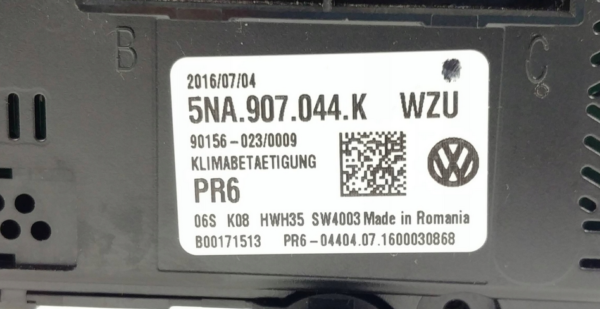 B
C
2016/07/04
5NA.907.044.K WZU
90156-023/0009
KLIMABETAETIGUNG
PR6
06S K08 HWH35 SW4003 Made in Romania
B00171513 PR6-04404.07.1600030868